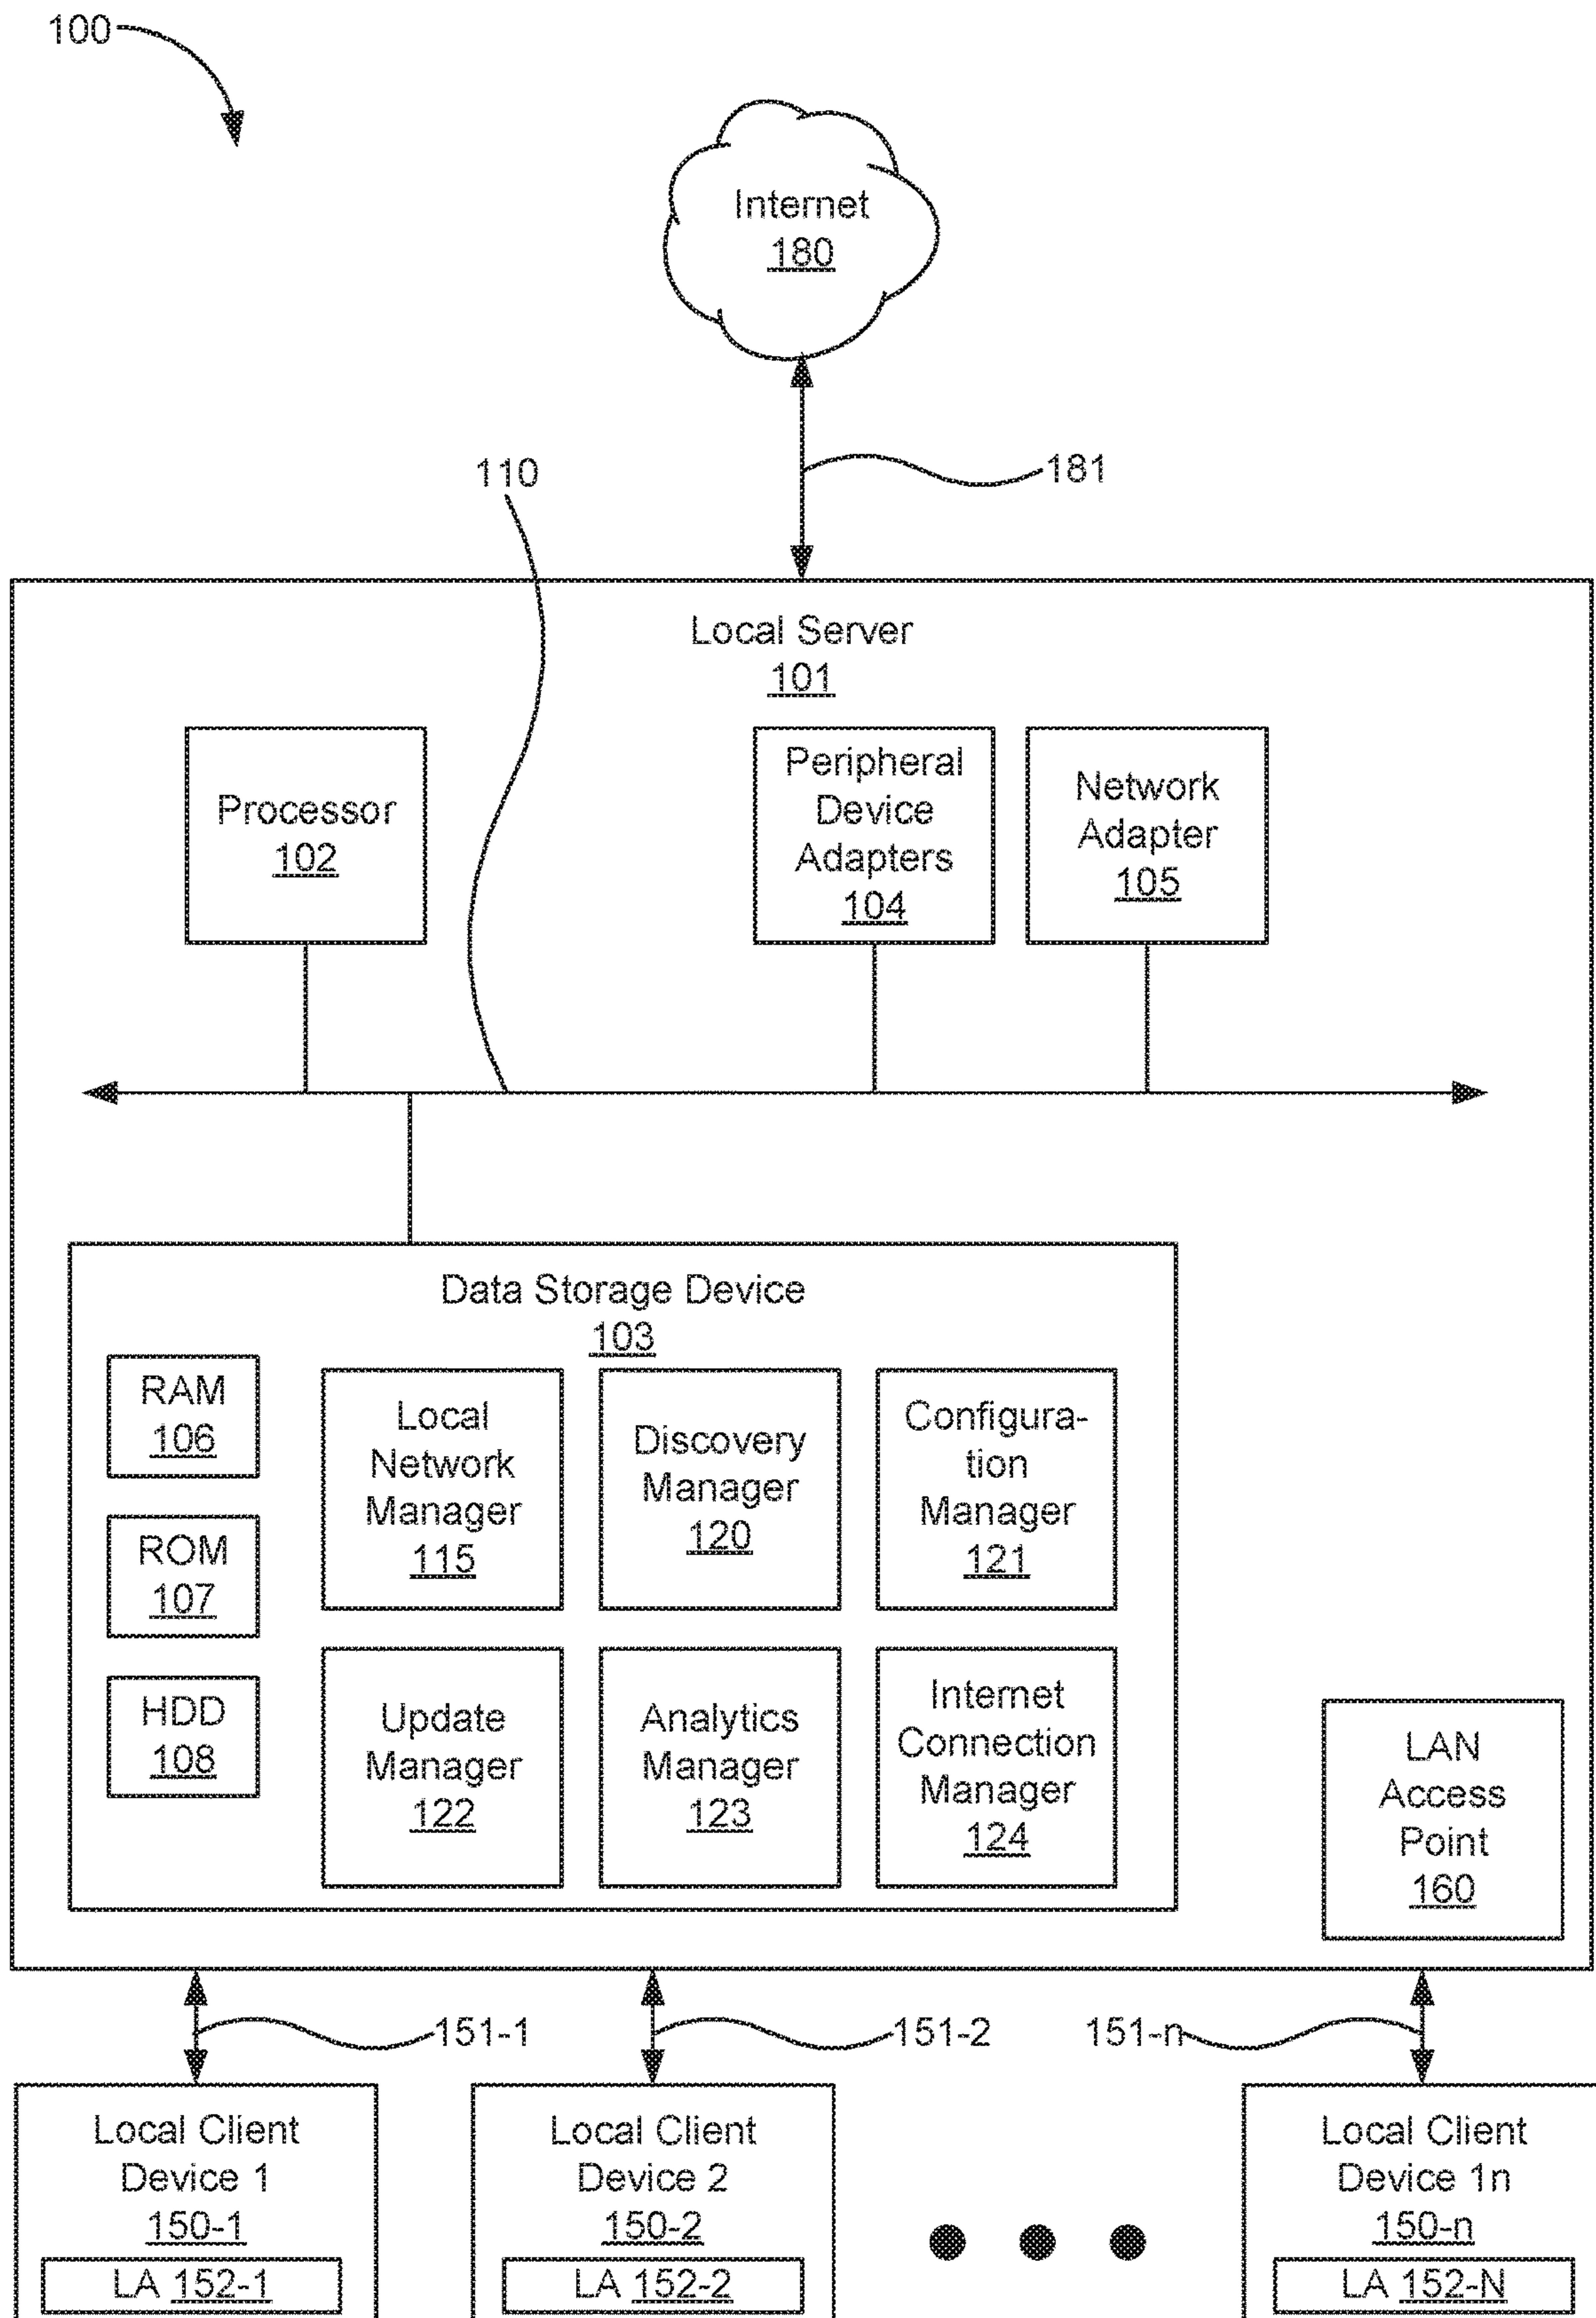 100
Internet
180
181
110
Local Server
101
Processor
102
Peripheral
Device
Adapters
104
Network
Adapter
105
Data Storage Device
103
RAM
106
ROM
107
HDD
108
Local
Network
Manager
115
Discovery
Manager
120
Configura-
tion
Manager
121
Update
Manager
122
Analytics
Manager
123
Internet
Connection
Manager
124
LAN
Access
Point
160
151-1
151-2
151-n
Local Client
Device 1
150-1
LA 152-1
Local Client
Device 2
150-2
LA 152-2
Local Client
Device 1n
150-n
LA 152-N